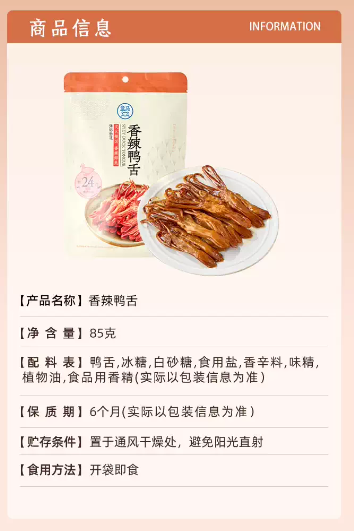 商品信息
INFORMATION
香辣鸭舌
24
【产品名称】香辣鸭舌
【净 含 量】85克
【配 料 表】鸭舌,冰糖,白砂糖,食用盐,香辛料,味精,
植物油,食品用香精(实际以包装信息为准)
【保 质 期】6个月(实际以包装信息为准)
【贮存条件】置于通风干燥处，避免阳光直射
【食用方法】开袋即食